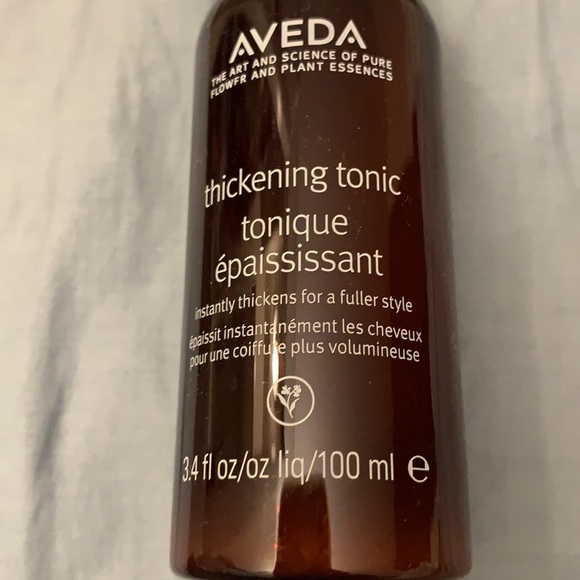 AVEDA
THE ART AND SCIENCE OF PURE
FLOWER AND PLANT ESSENCES
thickening tonic
tonique
épaississant
instantly thickens for a fuller style
épaissit instantanément les cheveux
pour une coiffure plus volumineuse
3.4 fl oz/oz liq/100 ml ℮